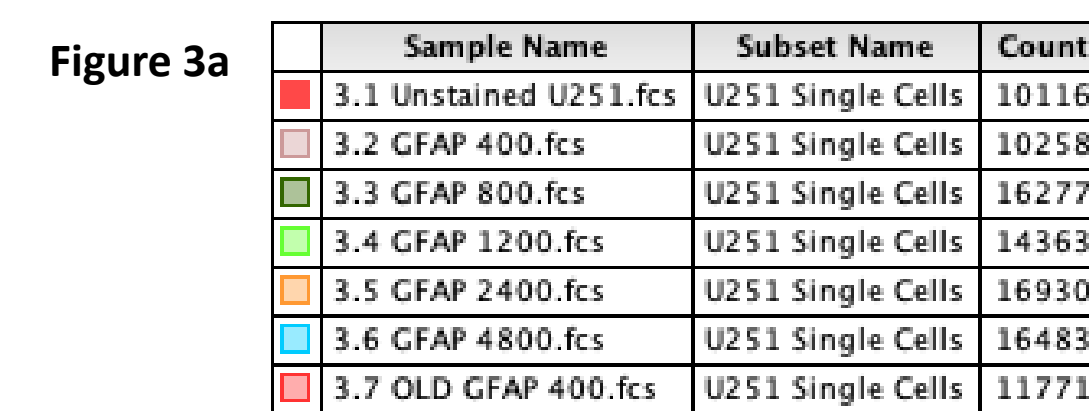 Figure 3a
Sample Name Subset Name Count
3.1 Unstained U251.fcs U251 Single Cells 10116
3.2 GFAP 400.fcs U251 Single Cells 10258
3.3 GFAP 800.fcs U251 Single Cells 16277
3.4 GFAP 1200.fcs U251 Single Cells 14363
3.5 GFAP 2400.fcs U251 Single Cells 16930
3.6 GFAP 4800.fcs U251 Single Cells 16483
3.7 OLD GFAP 400.fcs U251 Single Cells 11771